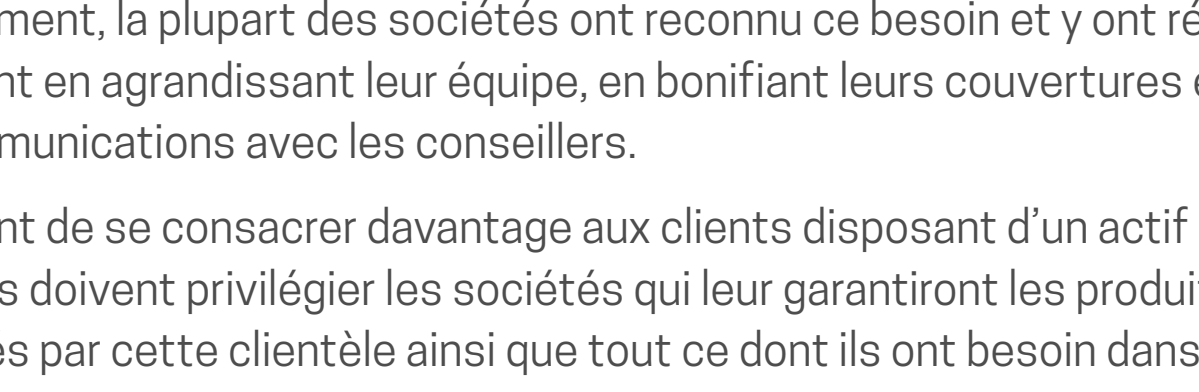 ment, la plupart des sociétés ont reconnu ce besoin et y ont ré
nt en agrandissant leur équipe, en bonifiant leurs couvertures e
munications avec les conseillers.
nt de se consacrer davantage aux clients disposant d’un actif
s doivent privilégier les sociétés qui leur garantiront les produit
es par cette clientèle ainsi que tout ce dont ils ont besoin dans